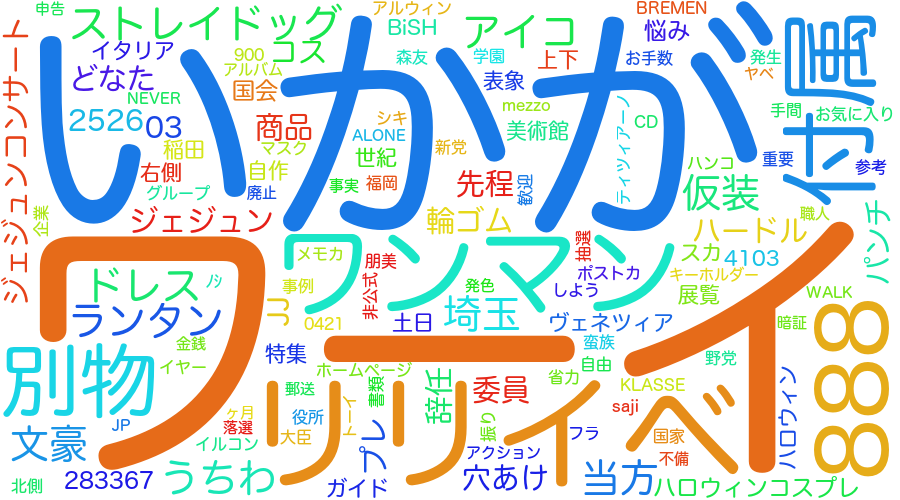 申告
ストレイドッグ
アルウィン
BiSH
アイコ
BREMEN
悩み
付属
イタリア
900
コス
森友
学園
上下
お手数
発生
ヤベ
どなた
アルバム
表象
NEVER
国会
mezzo
手間
お気に入り
いかが
2526
03
商品
シキ
ALONE
美術館
CD
ティツィアーノ
稲田
マスク
世紀
新党
ハンコ
重要
参考
右側
自作
ジェジュンコンサート
グループ
廃止
事実
福岡
先程
歓迎
仮装
職人
企業
ジェジュン
輪ゴム
ハードル
パンチ
ワンマン
抽選
スカ
4103
メモカ
朋美
ポストカ
キーホルダー
ドレス
ノシ
事例
非公式
発色
しよう
展覧
WALK
ランタン
JJ
0421
土日
埼玉
ヴェネツィア
暗証
888
ワーイ
別物
金銭
イヤー
特集
ホームページ
蛮族
自由
野党
文豪
JP
ヶ月
落選
郵送
役所
書類
辞任
委員
省力
KLASSE
saji
ベ
ハロウィン
リリイ
大臣
トート
イルコン
プレ
振り
アクション
フラ
国家
不備
北側
283367
うちわ
ガイド
穴あけ
当方
ハロウィンコスプレ